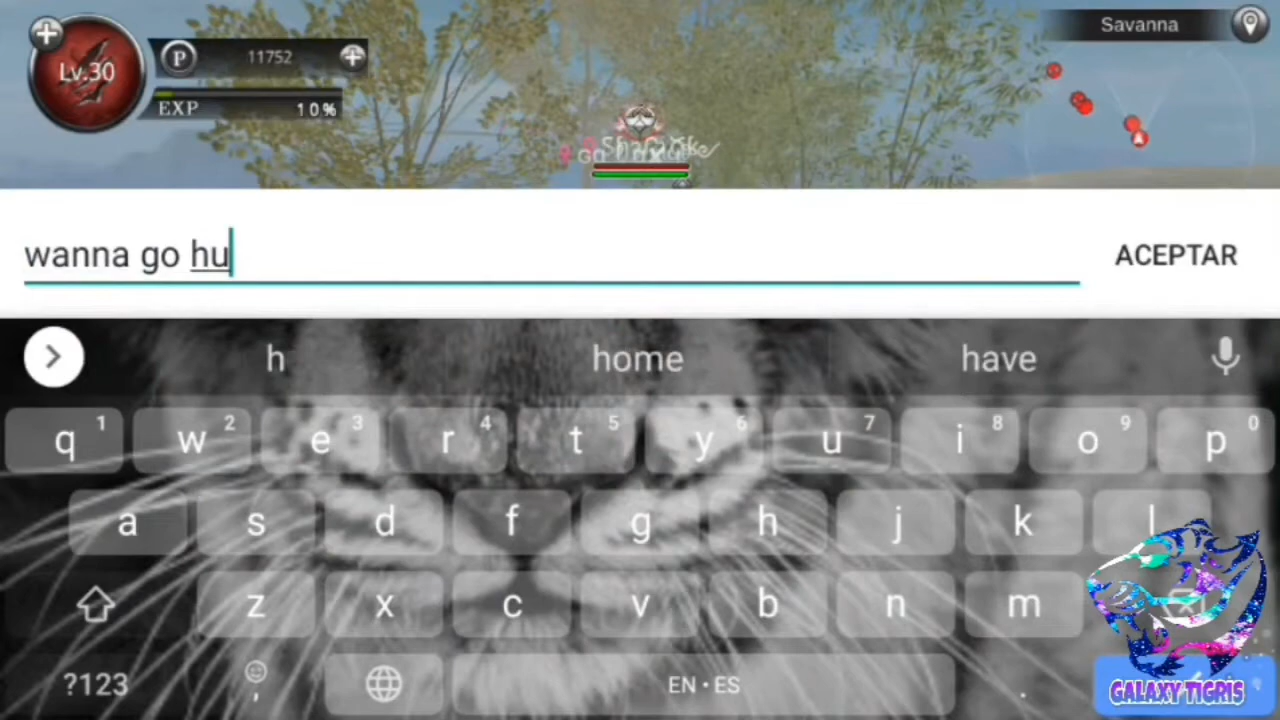 Lv.30
P 11752
EXP 10%
Savanna
wanna go hu
ACEPTAR
h home have
q 1 w 2 e 3 r 4 t 5 y 6 u 7 i 8 o 9 p 0
a s d f g h j k l
z x c v b n m
?123 , EN • ES .
GALAXY TIGRIS